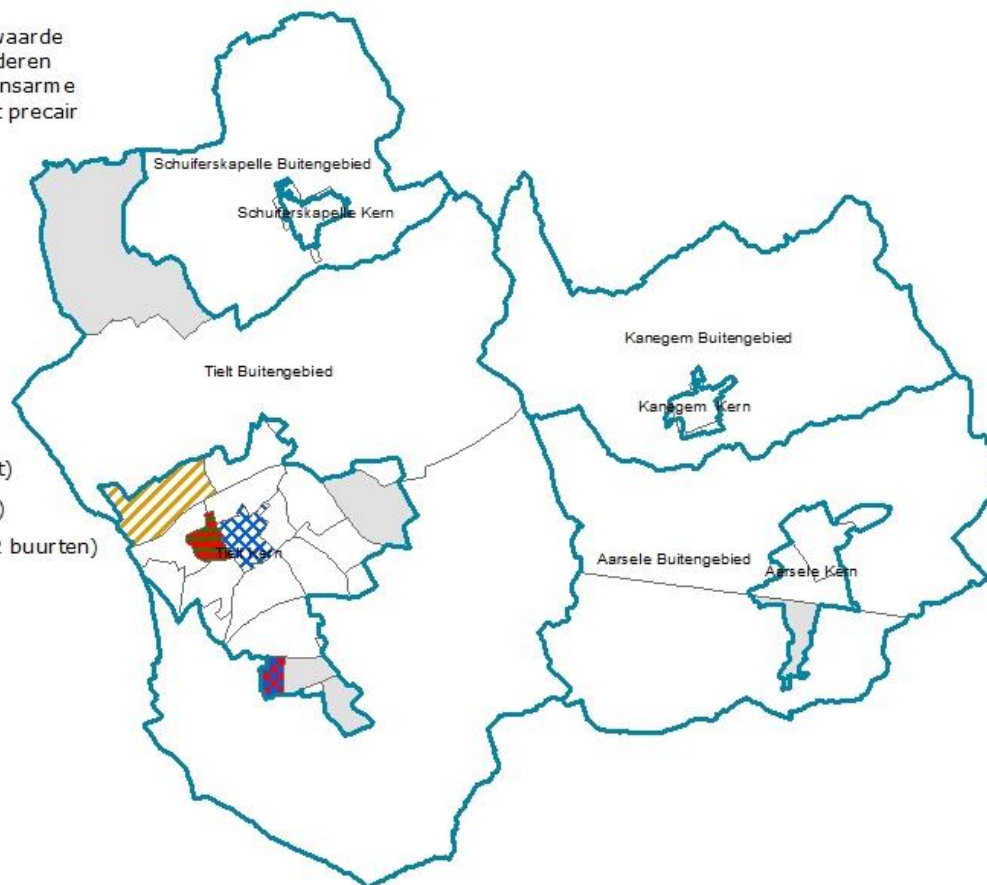 waarde
deren
nsarme
t precair
Schuiferskapelle Buitengebied
Schuiferskapelle Kern
Kanegem Buitengebied
Tielt Buitengebied
Kanegem Kern
t)
)
2 buurten)
Tielt Kern
Aarsele Buitengebied
Aarsele Kern